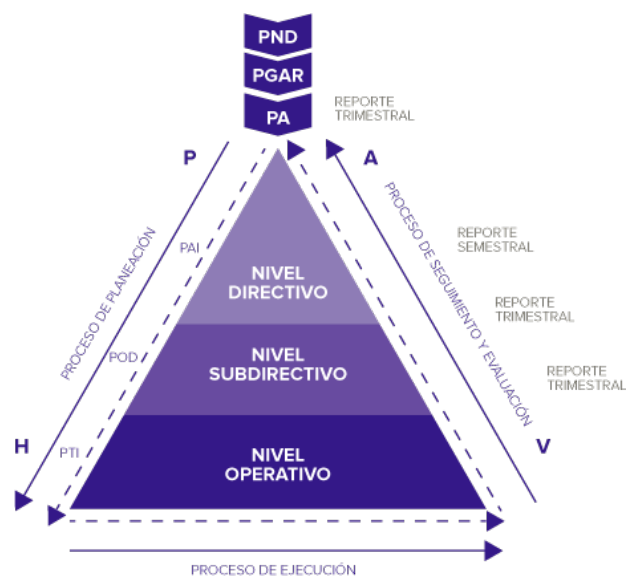 PND
PGAR
PA
REPORTE
TRIMESTRAL
P
A
PROCESO DE PLANEACIÓN
PAI
POD
PTI
H
NIVEL
DIRECTIVO
NIVEL
SUBDIRECTIVO
NIVEL
OPERATIVO
PROCESO DE SEGUIMIENTO Y EVALUACIÓN
REPORTE
SEMESTRAL
REPORTE
TRIMESTRAL
REPORTE
TRIMESTRAL
V
PROCESO DE EJECUCIÓN